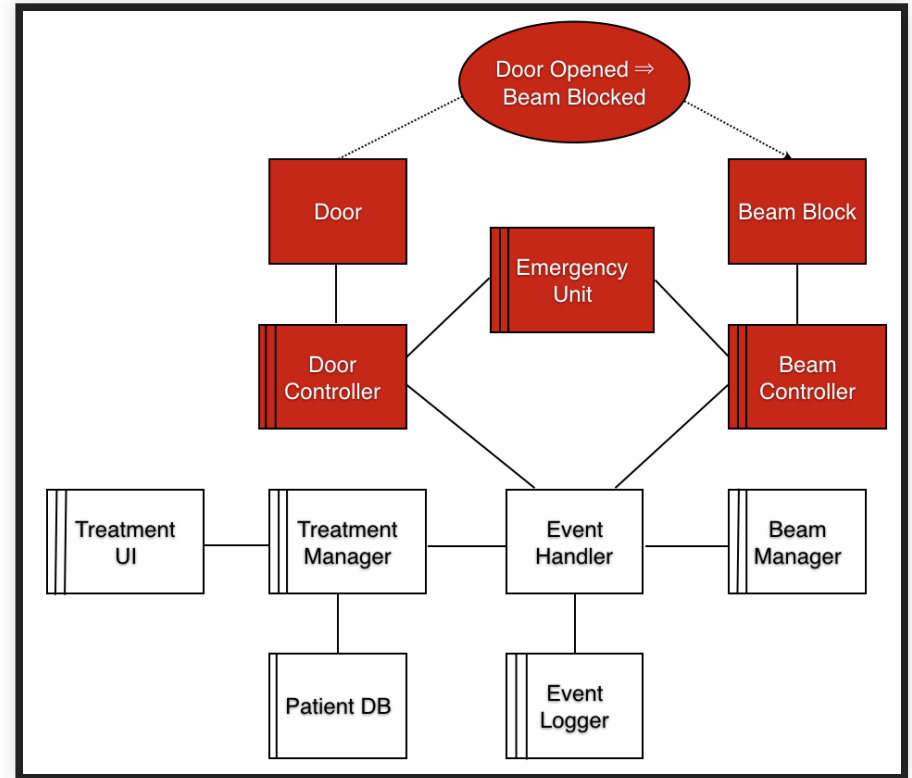 Door Opened ⇒
Beam Blocked
Door
Beam Block
Emergency
Unit
Door
Controller
Beam
Controller
Treatment
UI
Treatment
Manager
Event
Handler
Beam
Manager
Patient DB
Event
Logger